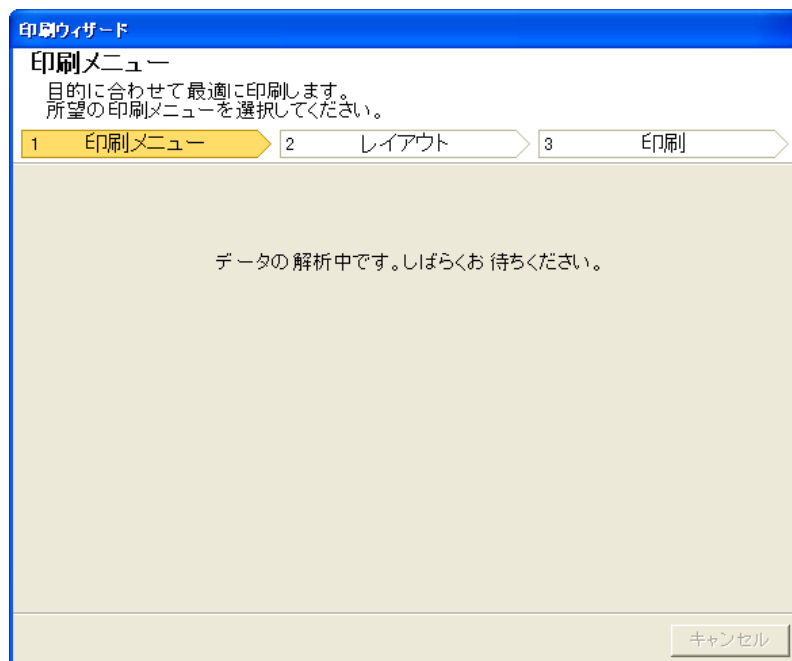 印刷ウィザード
印刷メニュー
目的に合わせて最適に印刷します。
所望の印刷メニューを選択してください。
1 印刷メニュー 2 レイアウト 3 印刷
データの解析中です。しばらくお待ちください。
キャンセル